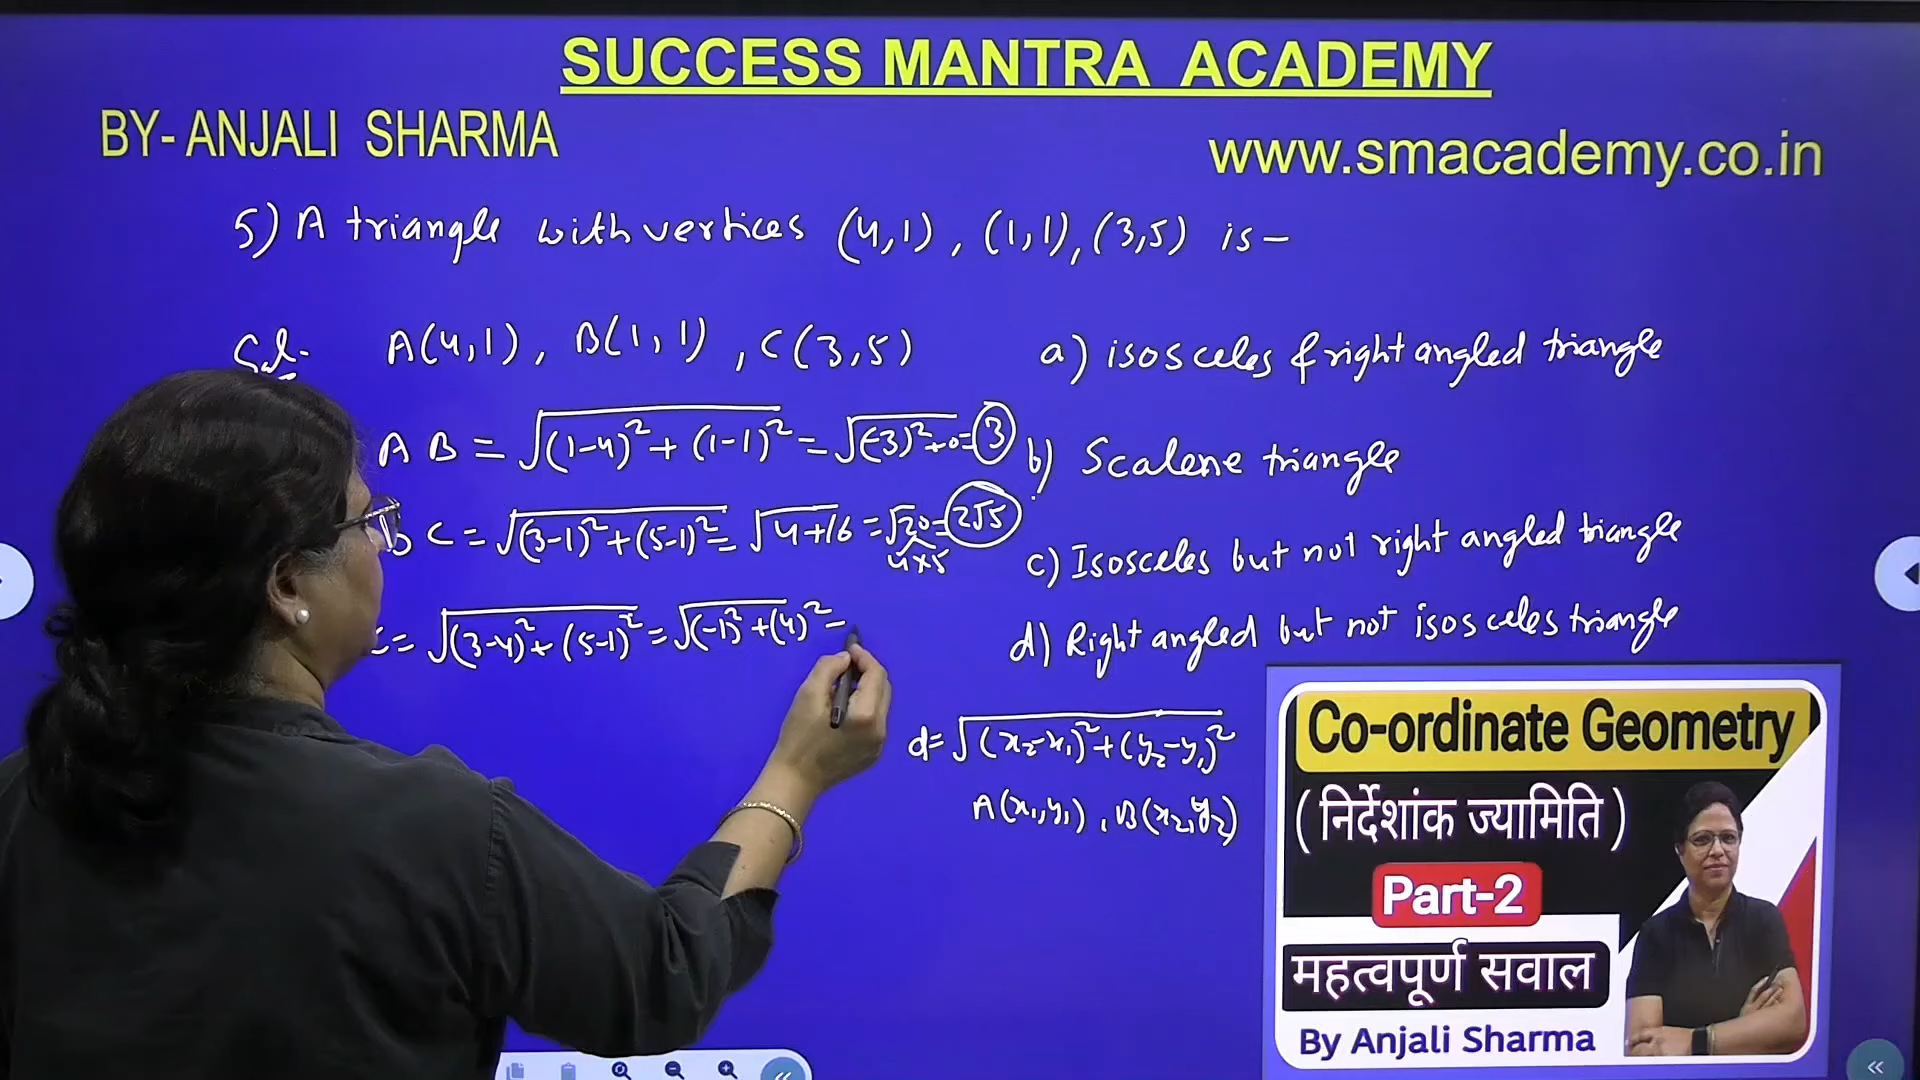 SUCCESS MANTRA ACADEMY
BY- ANJALI SHARMA
www.smacademy.co.in
5) A triangle with vertices (4,1), (1,1), (3,5) is -
Sol-
A(4,1), B(1,1), C(3,5)
AB = √(1-4)² + (1-1)² = √(-3)²+0 = 3
BC = √(3-1)² + (5-1)² = √4+16 = √20 = 2√5
4×5
C = √(3-4)² + (5-1)² = √(-1)² + (4)² =
a) isosceles & right angled triangle
b) Scalene triangle
c) Isosceles but not right angled triangle
d) Right angled but not isosceles triangle
d = √(x₂-x₁)² + (y₂-y₁)²
A(x₁,y₁), B(x₂,y₂)
Co-ordinate Geometry
( निर्देशांक ज्यामिति )
Part-2
महत्वपूर्ण सवाल
By Anjali Sharma